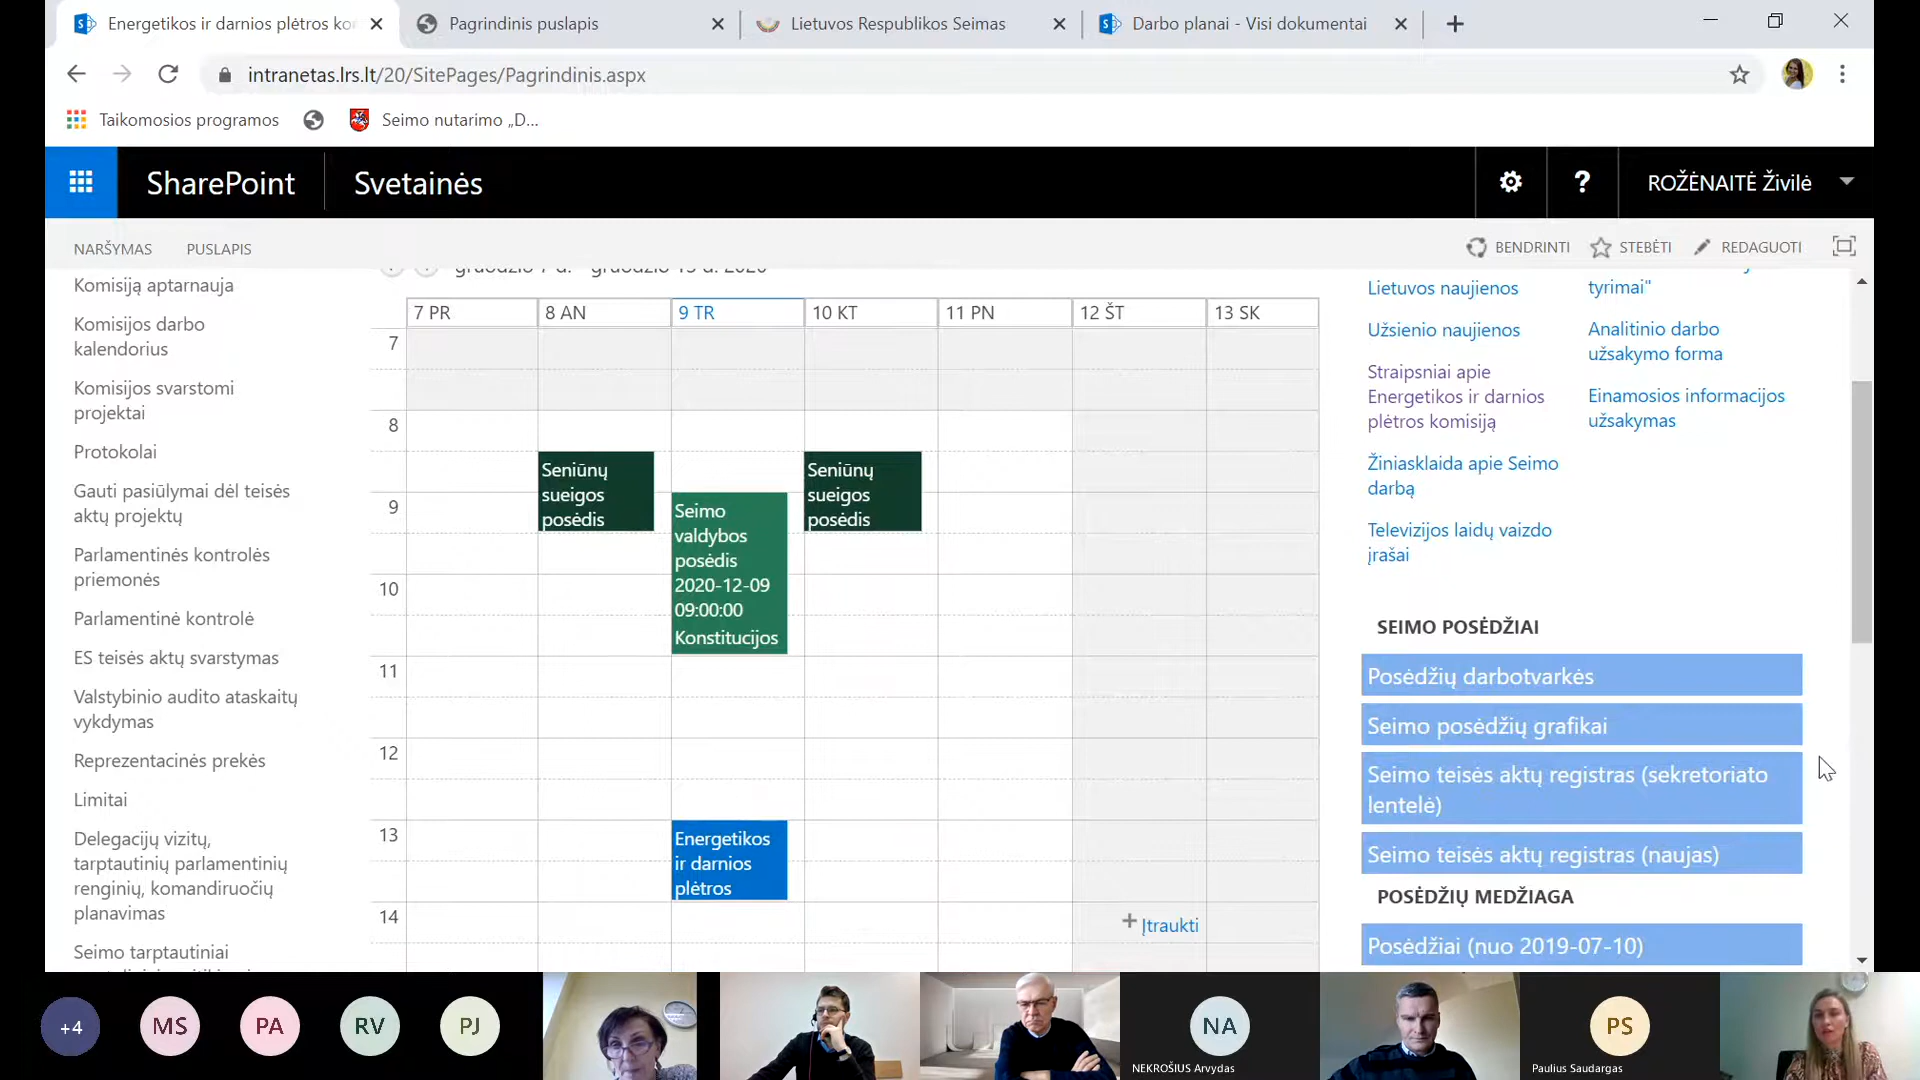 Energetikos ir darnios plėtros ko
Pagrindinis puslapis
Lietuvos Respublikos Seimas
Darbo planai - Visi dokumentai
intranetas.lrs.lt/20/SitePages/Pagrindinis.aspx
Taikomosios programos
Seimo nutarimo „D...
SharePoint
Svetainės
?
ROŽĖNAITĖ Živilė
NARŠYMAS
PUSLAPIS
BENDRINTI
STEBĖTI
REDAGUOTI
Komisiją aptarnauja
Komisijos darbo
kalendorius
Komisijos svarstomi
projektai
Protokolai
Gauti pasiūlymai dėl teisės
aktų projektų
Parlamentinės kontrolės
priemonės
Parlamentinė kontrolė
ES teisės aktų svarstymas
Valstybinio audito ataskaitų
vykdymas
Reprezentacinės prekės
Limitai
Delegacijų vizitų,
tarptautinių parlamentinių
renginių, komandiruočių
planavimas
Seimo tarptautiniai
gruodžio 7 d. - gruodžio 13 d. 2020
7 PR
8 AN
9 TR
10 KT
11 PN
12 ŠT
13 SK
7
8
9
10
11
12
13
14
Seniūnų
sueigos
posėdis
Seimo
valdybos
posėdis
2020-12-09
09:00:00
Konstitucijos
Seniūnų
sueigos
posėdis
Energetikos
ir darnios
plėtros
+ Įtraukti
Lietuvos naujienos
Užsienio naujienos
Straipsniai apie
Energetikos ir darnios
plėtros komisiją
Žiniasklaida apie Seimo
darbą
Televizijos laidų vaizdo
įrašai
tyrimai"
Analitinio darbo
užsakymo forma
Einamosios informacijos
užsakymas
SEIMO POSĖDŽIAI
Posėdžių darbotvarkės
Seimo posėdžių grafikai
Seimo teisės aktų registras (sekretoriato
lentelė)
Seimo teisės aktų registras (naujas)
POSĖDŽIŲ MEDŽIAGA
Posėdžiai (nuo 2019-07-10)
+4
MS
PA
RV
PJ
NA
NEKROŠIUS Arvydas
PS
Paulius Saudargas